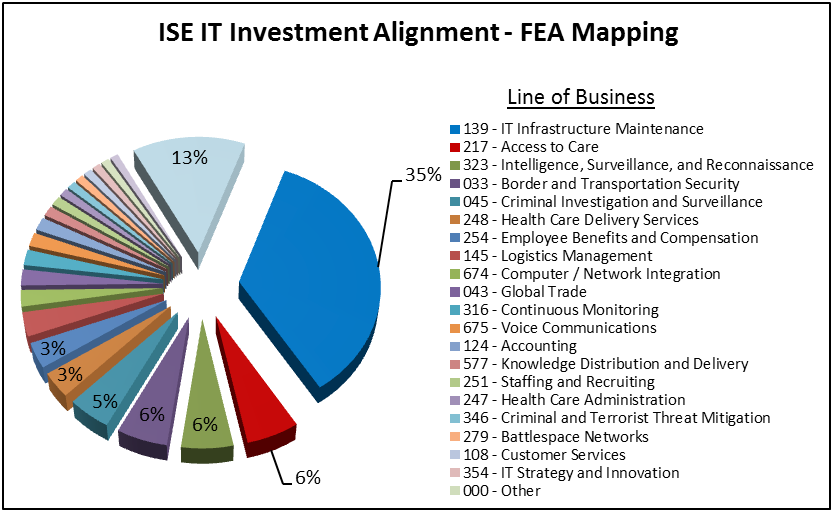 ISE IT Investment Alignment - FEA Mapping
Line of Business
139 - IT Infrastructure Maintenance
217 - Access to Care
323 - Intelligence, Surveillance, and Reconnaissance
033 - Border and Transportation Security
045 - Criminal Investigation and Surveillance
248 - Health Care Delivery Services
254 - Employee Benefits and Compensation
145 - Logistics Management
674 - Computer / Network Integration
043 - Global Trade
316 - Continuous Monitoring
675 - Voice Communications
124 - Accounting
577 - Knowledge Distribution and Delivery
251 - Staffing and Recruiting
247 - Health Care Administration
346 - Criminal and Terrorist Threat Mitigation
279 - Battlespace Networks
108 - Customer Services
354 - IT Strategy and Innovation
000 - Other
13%
35%
3%
3%
5%
6%
6%
6%